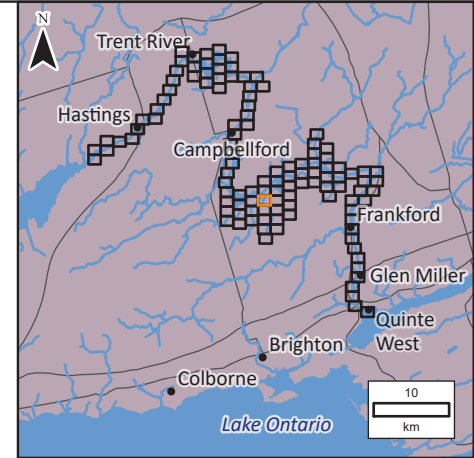 N
Trent River
Hastings
Campbellford
Frankford
Glen Miller
Quinte
West
Brighton
Colborne
Lake Ontario
10
km